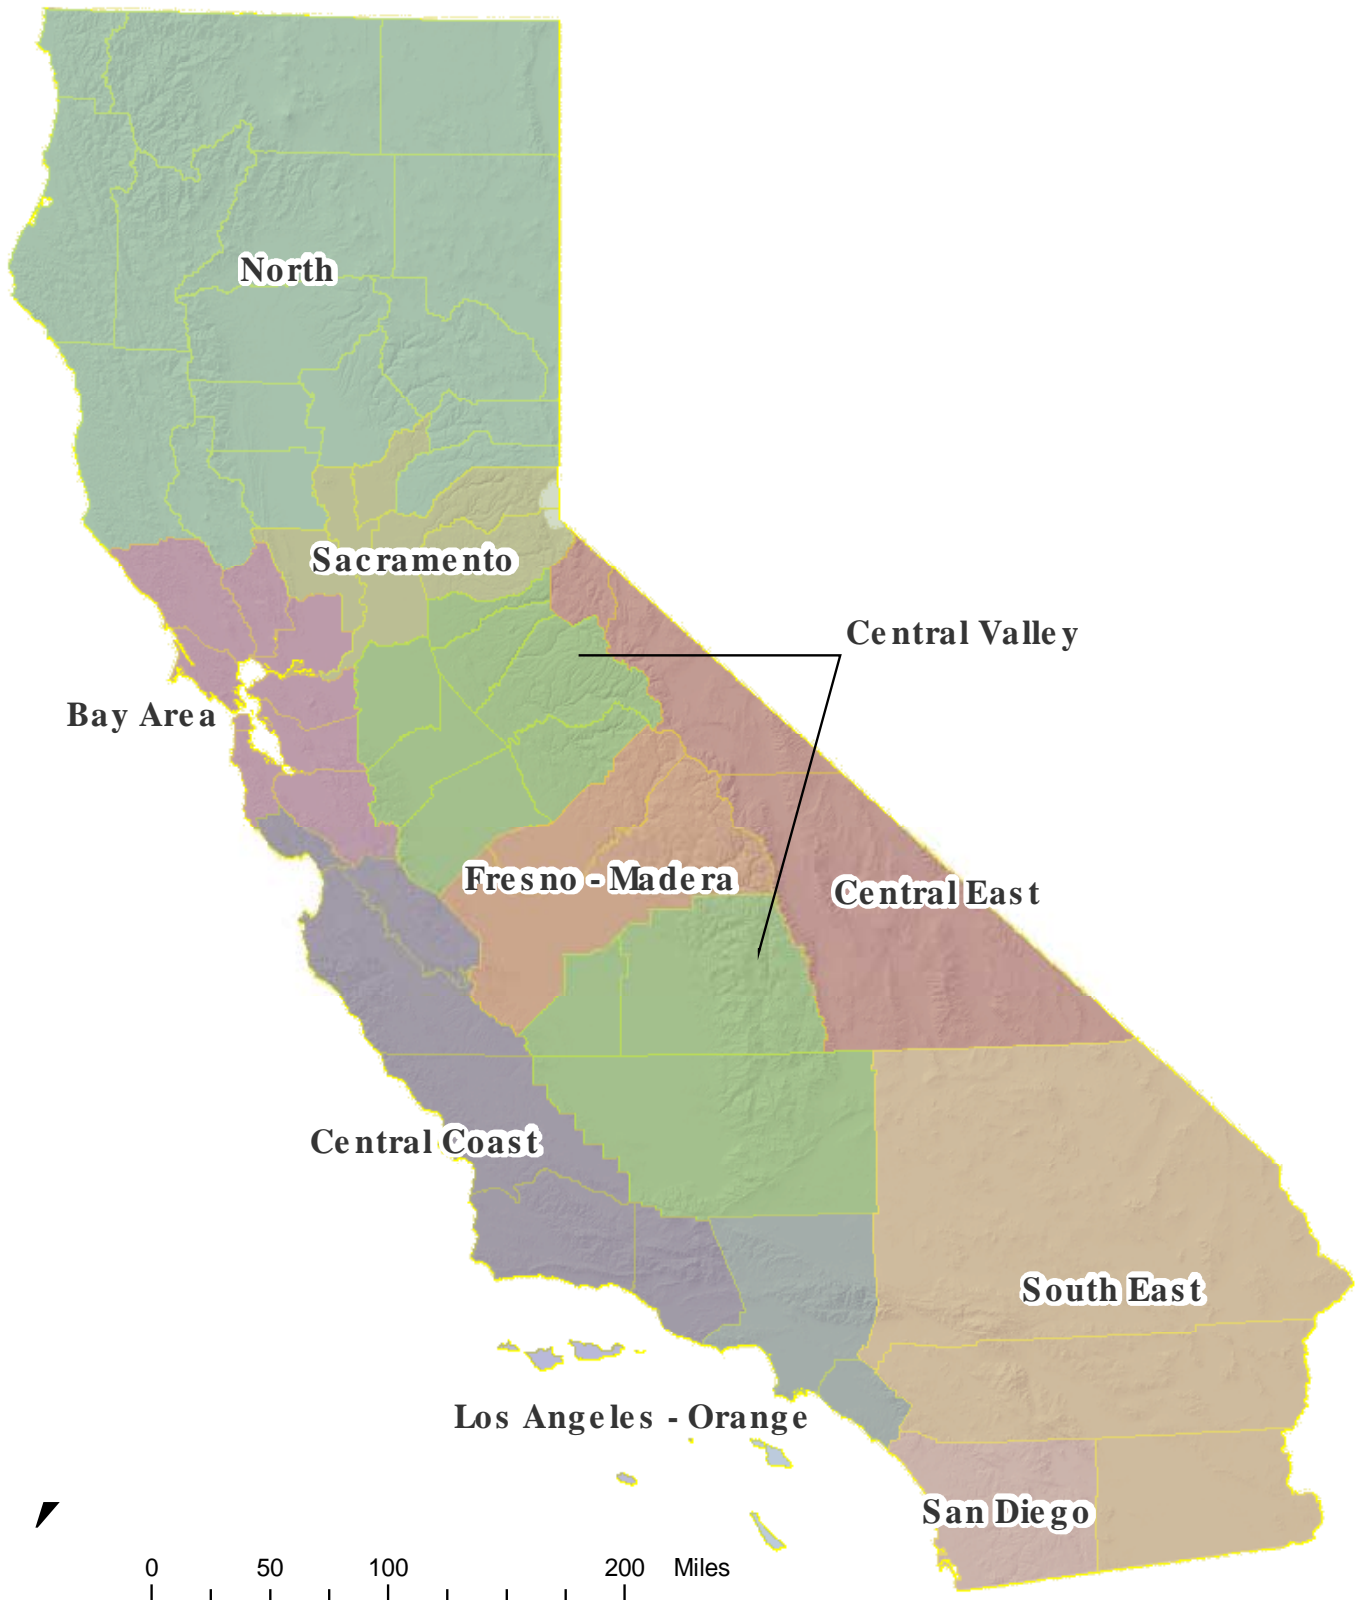 North
Sacramento
Central Valley
Bay Area
Fresno - Madera
Central East
Central Coast
South East
Los Angeles - Orange
San Diego
0 50 100 200 Miles